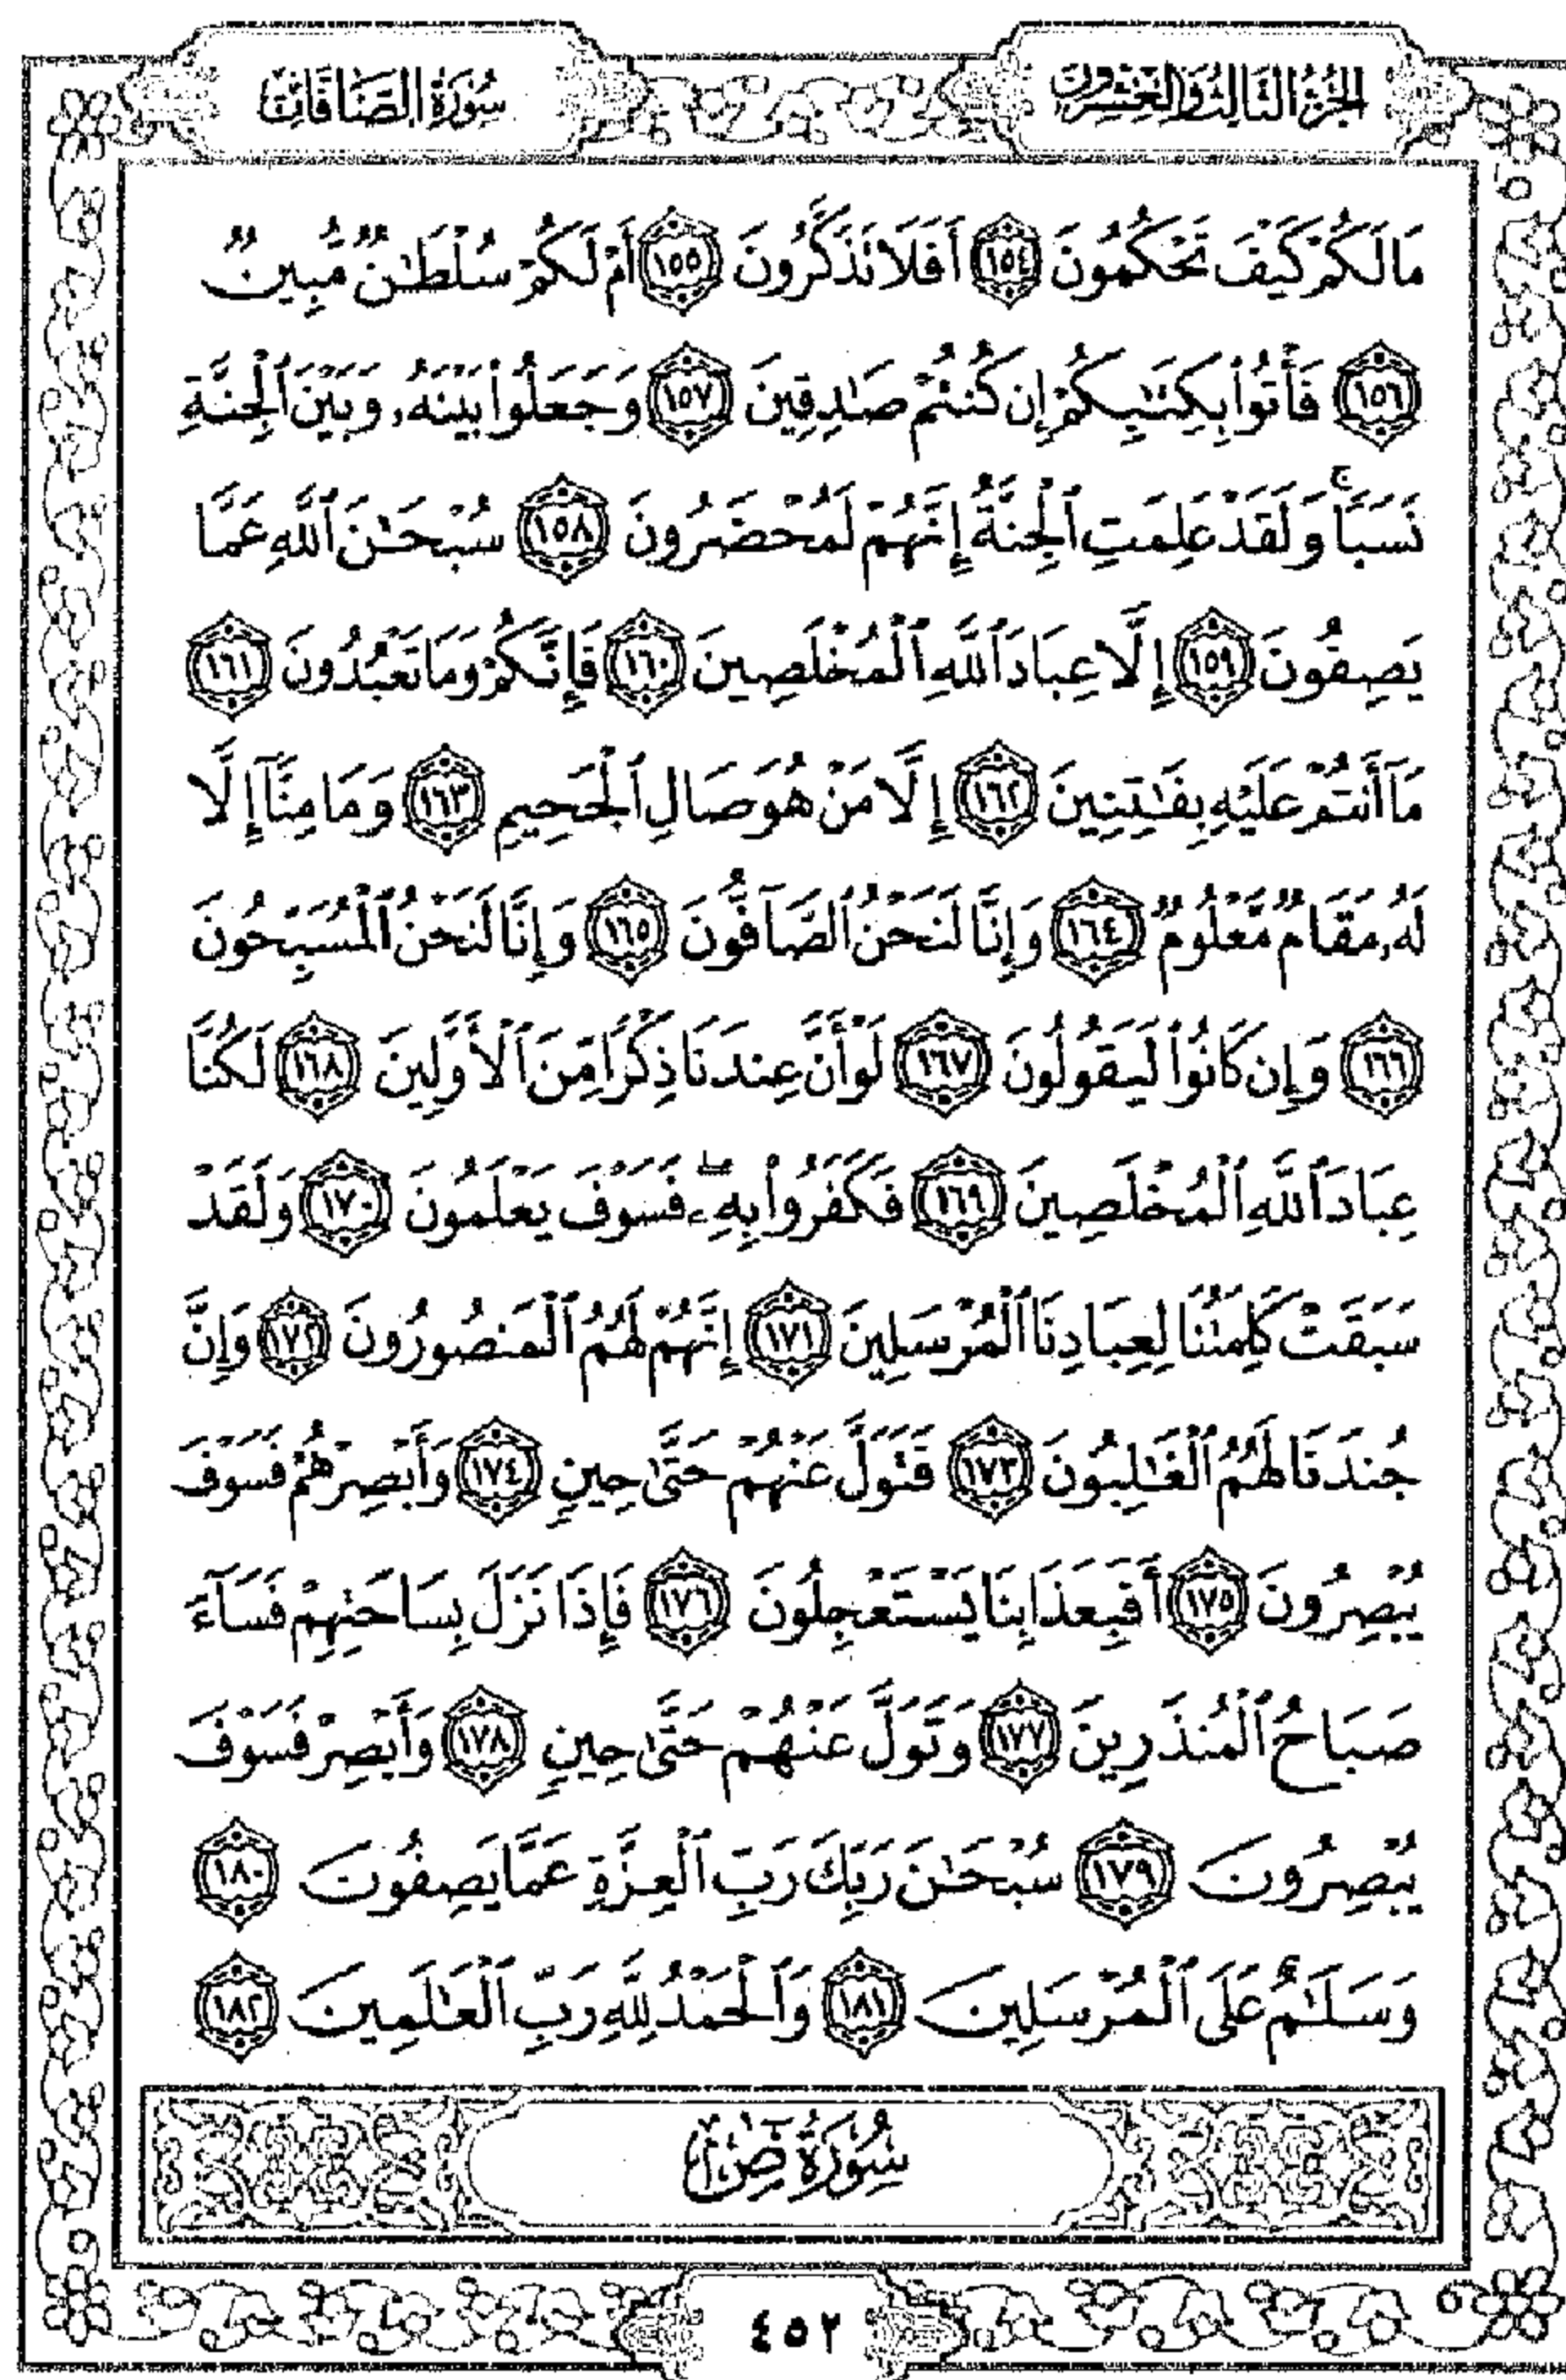 الجزء الثالث والعشرون
سورة الصافات
مَا لَكُمْ كَيْفَ تَحْكُمُونَ ١٥٤ أَفَلَا تَذَكَّرُونَ ١٥٥ أَمْ لَكُمْ سُلْطَٰنٌ مُّبِينٌ
١٥٦ فَأْتُوا۟ بِكِتَٰبِكُمْ إِن كُنتُمْ صَٰدِقِينَ ١٥٧ وَجَعَلُوا۟ بَيْنَهُۥ وَبَيْنَ ٱلْجِنَّةِ
نَسَبًا ۚ وَلَقَدْ عَلِمَتِ ٱلْجِنَّةُ إِنَّهُمْ لَمُحْضَرُونَ ١٥٨ سُبْحَٰنَ ٱللَّهِ عَمَّا
يَصِفُونَ ١٥٩ إِلَّا عِبَادَ ٱللَّهِ ٱلْمُخْلَصِينَ ١٦٠ فَإِنَّكُمْ وَمَا تَعْبُدُونَ ١٦١
مَآ أَنتُمْ عَلَيْهِ بِفَٰتِنِينَ ١٦٢ إِلَّا مَنْ هُوَ صَالِ ٱلْجَحِيمِ ١٦٣ وَمَا مِنَّآ إِلَّا
لَهُۥ مَقَامٌ مَّعْلُومٌ ١٦٤ وَإِنَّا لَنَحْنُ ٱلصَّآفُّونَ ١٦٥ وَإِنَّا لَنَحْنُ ٱلْمُسَبِّحُونَ
١٦٦ وَإِن كَانُوا۟ لَيَقُولُونَ ١٦٧ لَوْ أَنَّ عِندَنَا ذِكْرًا مِّنَ ٱلْأَوَّلِينَ ١٦٨ لَكُنَّا
عِبَادَ ٱللَّهِ ٱلْمُخْلَصِينَ ١٦٩ فَكَفَرُوا۟ بِهِۦ ۖ فَسَوْفَ يَعْلَمُونَ ١٧٠ وَلَقَدْ
سَبَقَتْ كَلِمَتُنَا لِعِبَادِنَا ٱلْمُرْسَلِينَ ١٧١ إِنَّهُمْ لَهُمُ ٱلْمَنصُورُونَ ١٧٢ وَإِنَّ
جُندَنَا لَهُمُ ٱلْغَٰلِبُونَ ١٧٣ فَتَوَلَّ عَنْهُمْ حَتَّىٰ حِينٍ ١٧٤ وَأَبْصِرْهُمْ فَسَوْفَ
يُبْصِرُونَ ١٧٥ أَفَبِعَذَابِنَا يَسْتَعْجِلُونَ ١٧٦ فَإِذَا نَزَلَ بِسَاحَتِهِمْ فَسَآءَ
صَبَاحُ ٱلْمُنذَرِينَ ١٧٧ وَتَوَلَّ عَنْهُمْ حَتَّىٰ حِينٍ ١٧٨ وَأَبْصِرْ فَسَوْفَ
يُبْصِرُونَ ١٧٩ سُبْحَٰنَ رَبِّكَ رَبِّ ٱلْعِزَّةِ عَمَّا يَصِفُونَ ١٨٠
وَسَلَٰمٌ عَلَى ٱلْمُرْسَلِينَ ١٨١ وَٱلْحَمْدُ لِلَّهِ رَبِّ ٱلْعَٰلَمِينَ ١٨٢
سُورَةُ صٓ
٤٥٢